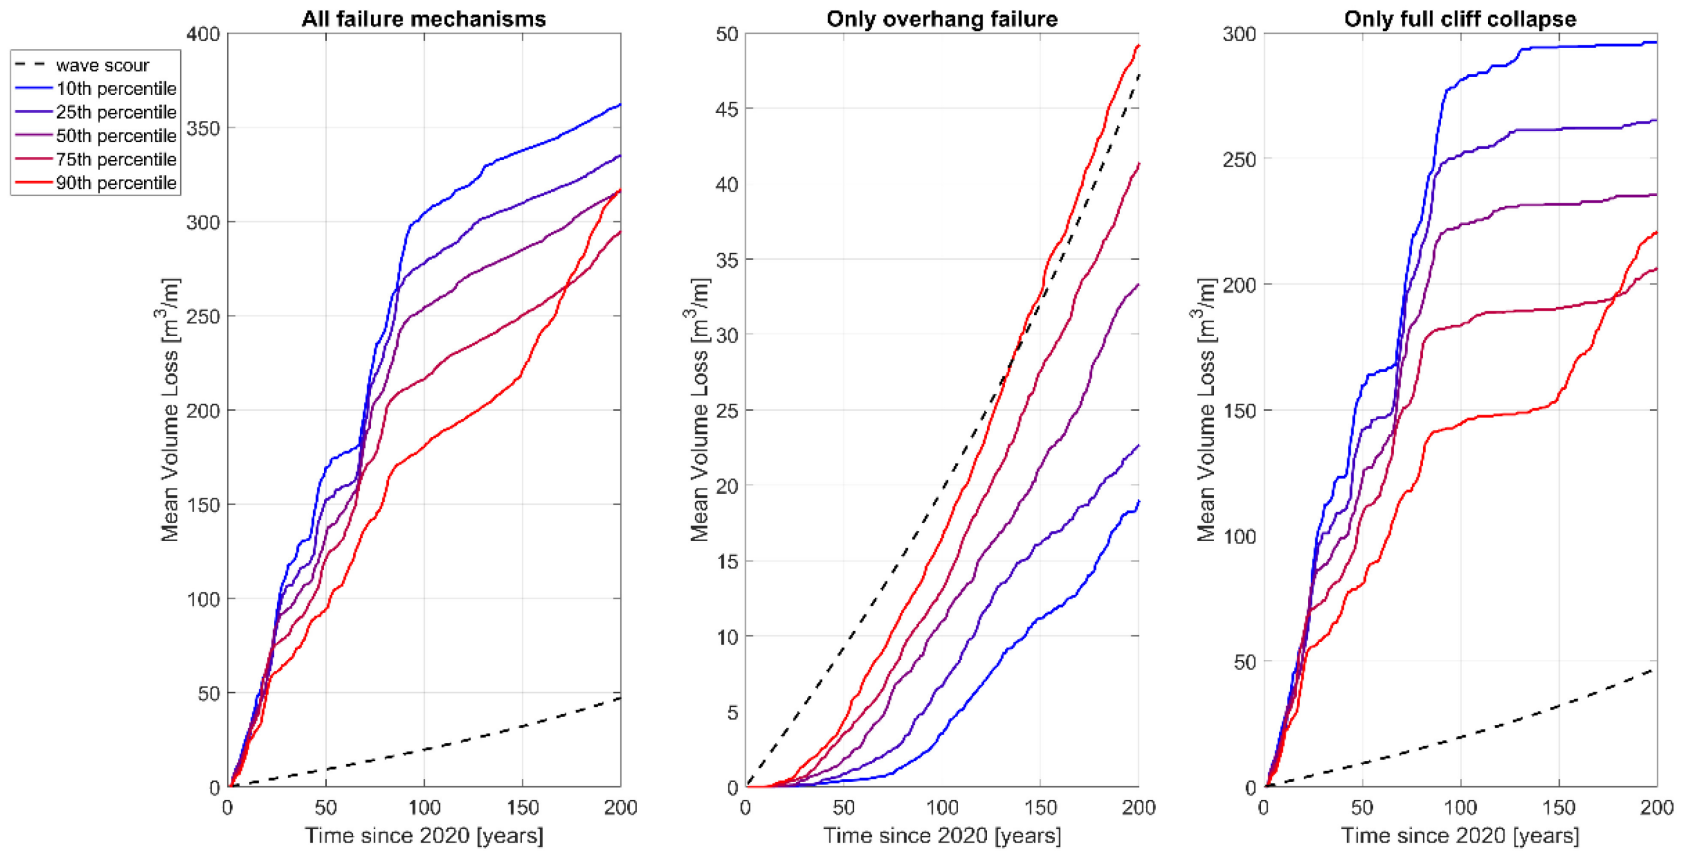 All failure mechanisms
Only overhang failure
Only full cliff collapse
wave scour
10th percentile
25th percentile
50th percentile
75th percentile
90th percentile
Mean Volume Loss [m³/m]
400
350
300
250
200
150
100
50
0
0 50 100 150 200
Time since 2020 [years]
Mean Volume Loss [m³/m]
50
45
40
35
30
25
20
15
10
5
0
0 50 100 150 200
Time since 2020 [years]
Mean Volume Loss [m³/m]
300
250
200
150
100
50
0
0 50 100 150 200
Time since 2020 [years]